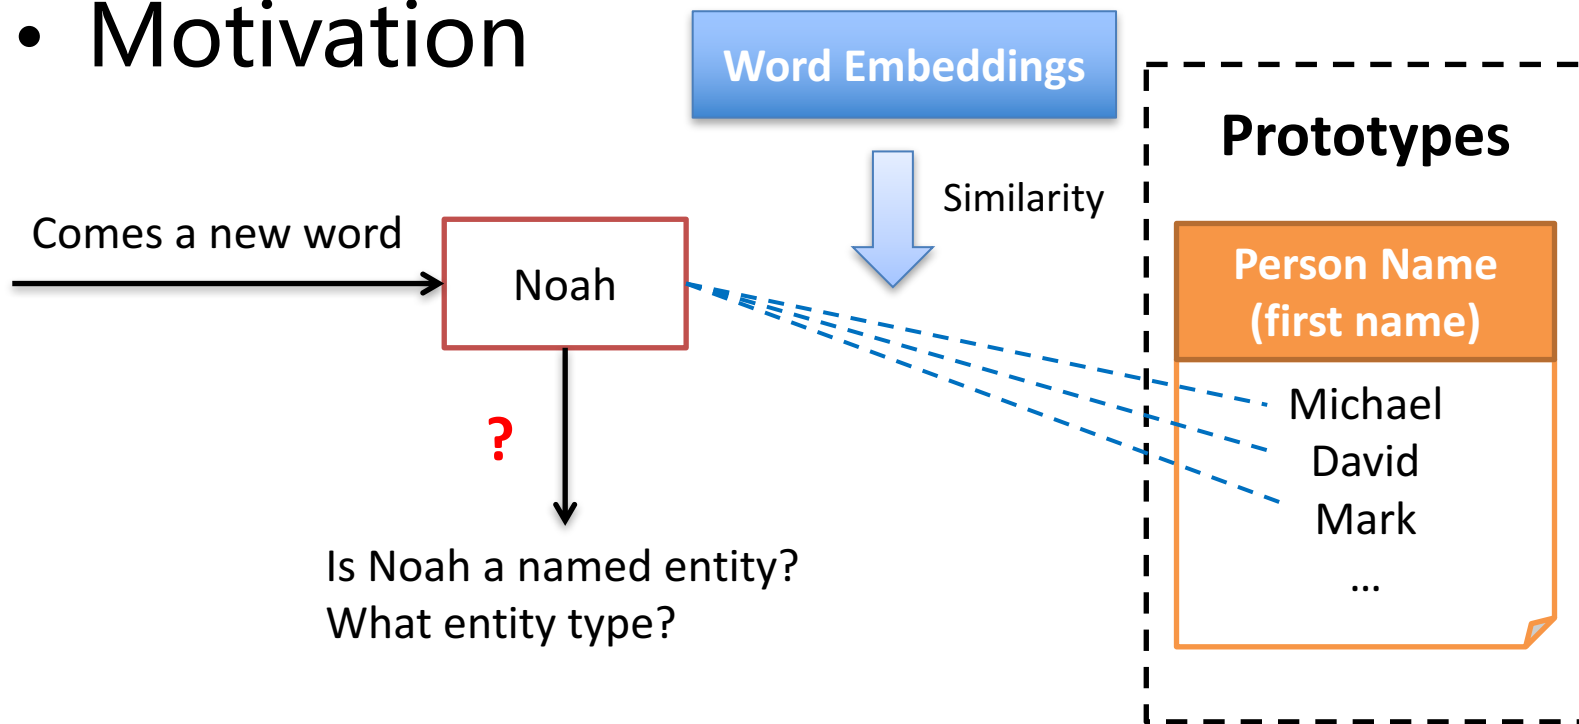 • Motivation
Word Embeddings
Prototypes
Similarity
Comes a new word
Noah
Person Name
(first name)
Michael
David
Mark
...
?
Is Noah a named entity?
What entity type?